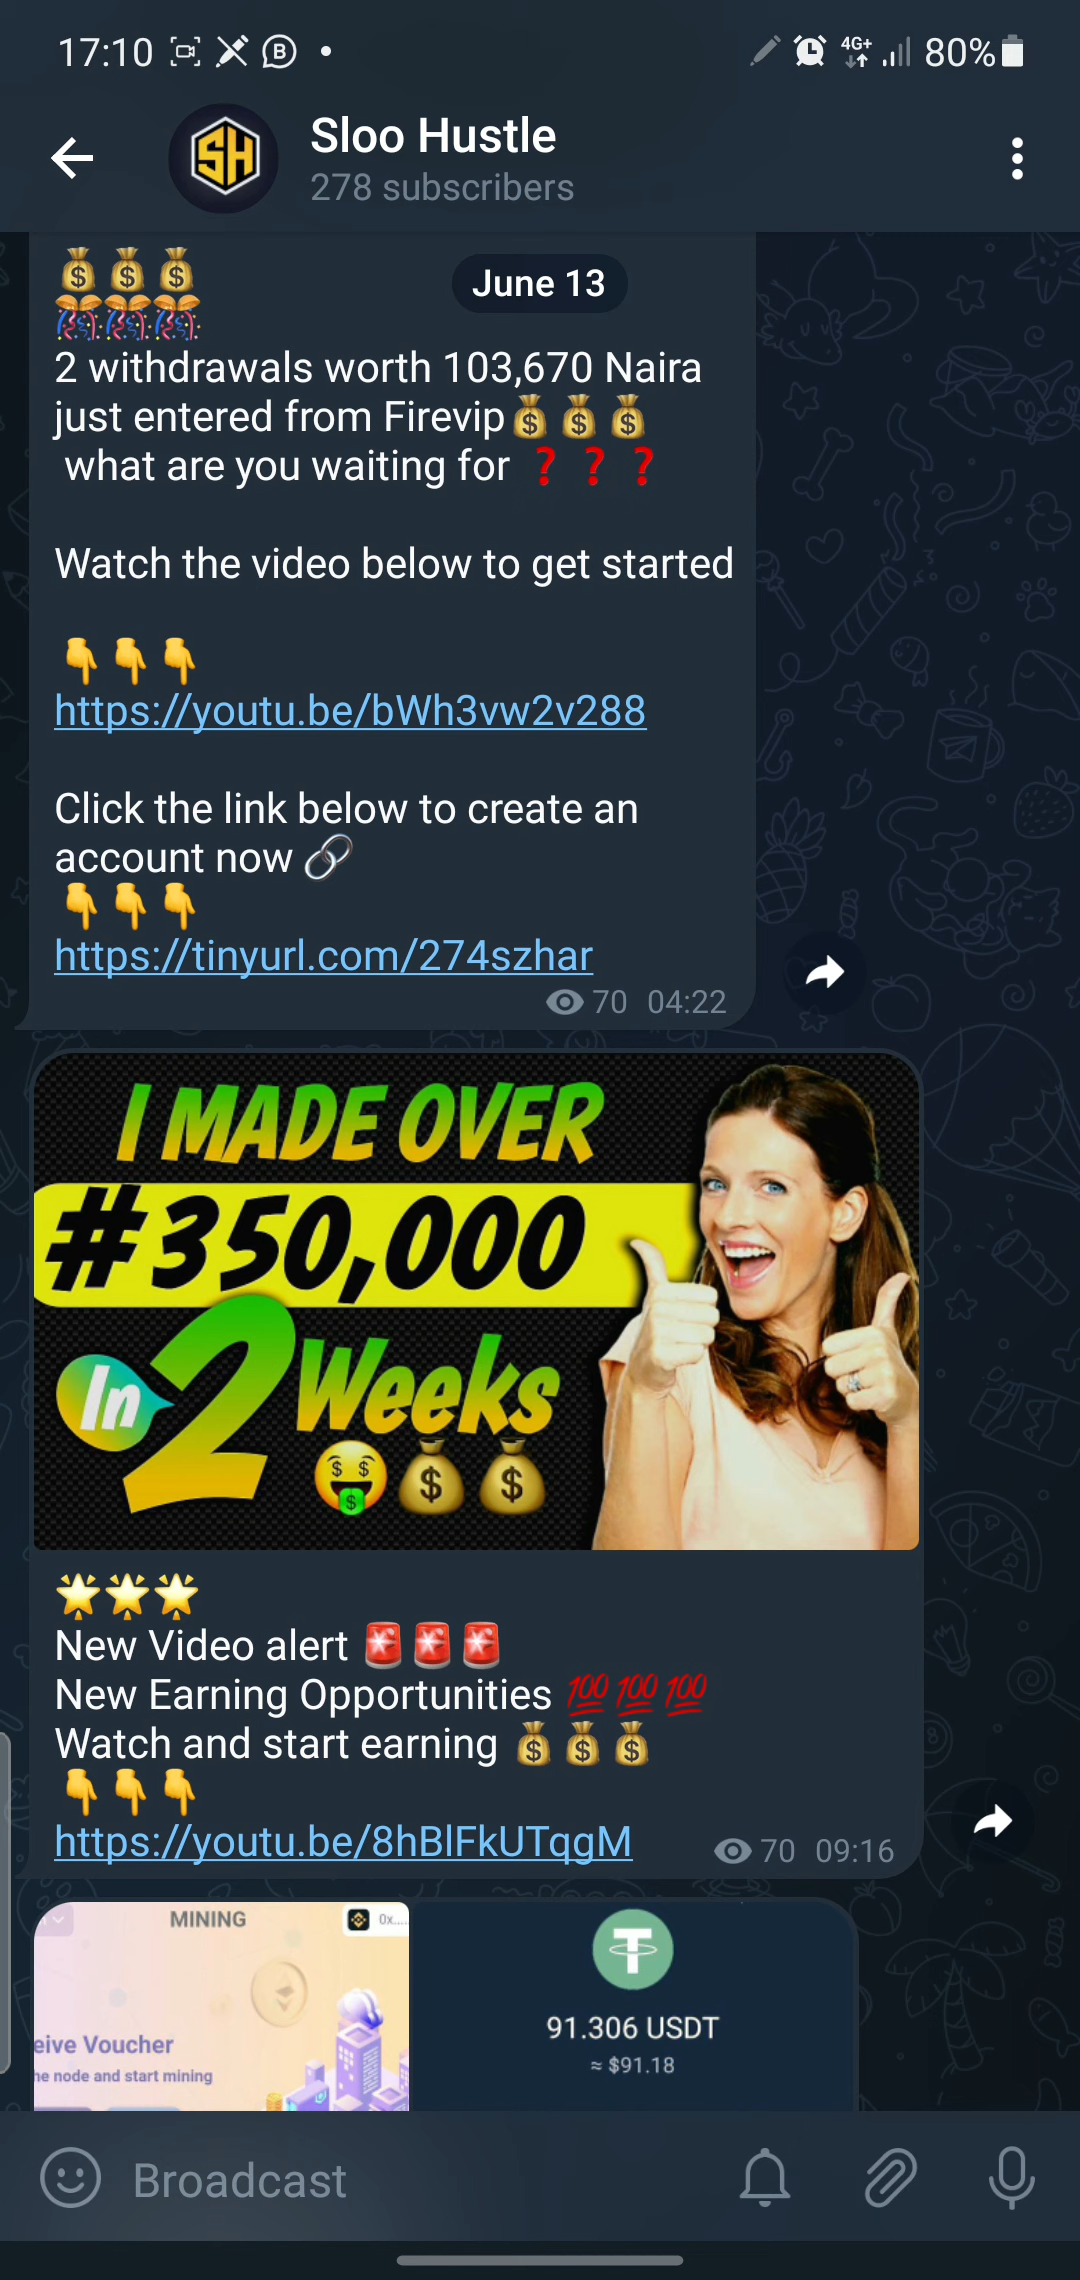 17:10
4G+
80%
SH
Sloo Hustle
278 subscribers
June 13
2 withdrawals worth 103,670 Naira
just entered from Firevip
what are you waiting for ❓❓❓
Watch the video below to get started
https://youtu.be/bWh3vw2v288
Click the link below to create an
account now
https://tinyurl.com/274szhar
70 04:22
I MADE OVER
#350,000
In 2 Weeks
New Video alert
New Earning Opportunities 💯💯💯
Watch and start earning
https://youtu.be/8hBlFkUTqgM
70 09:16
MINING
0x....
91.306 USDT
≈ $91.18
eive Voucher
he node and start mining
Broadcast